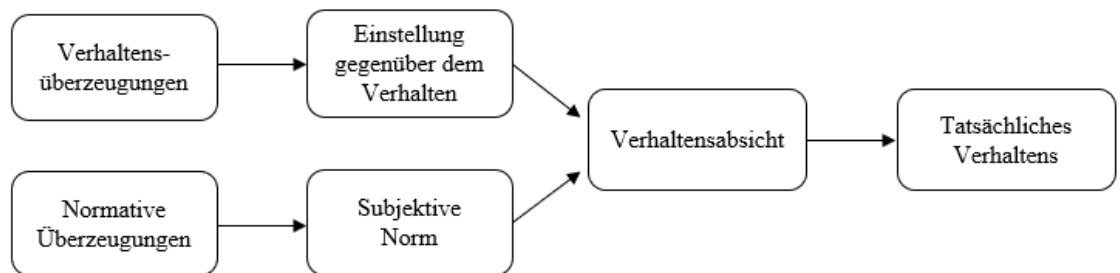 Verhaltens-
überzeugungen
Einstellung
gegenüber dem
Verhalten
Verhaltensabsicht
Tatsächliches
Verhaltens
Normative
Überzeugungen
Subjektive
Norm